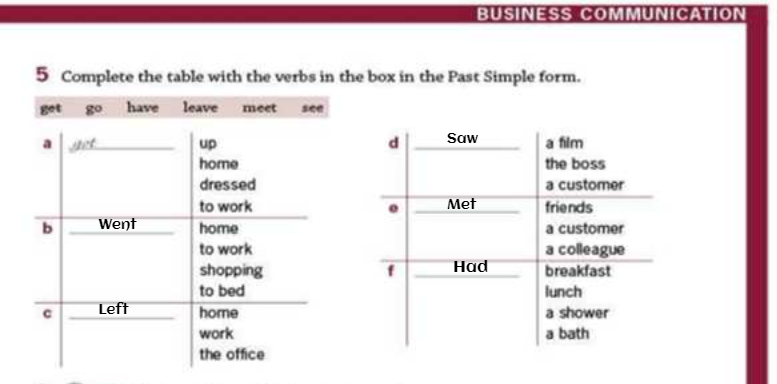 BUSINESS COMMUNICATION
5 Complete the table with the verbs in the box in the Past Simple form.
get go have leave meet see
a got up
home
dressed
to work
b Went home
to work
shopping
to bed
c Left home
work
the office
d Saw a film
the boss
a customer
e Met friends
a customer
a colleague
f Had breakfast
lunch
a shower
a bath